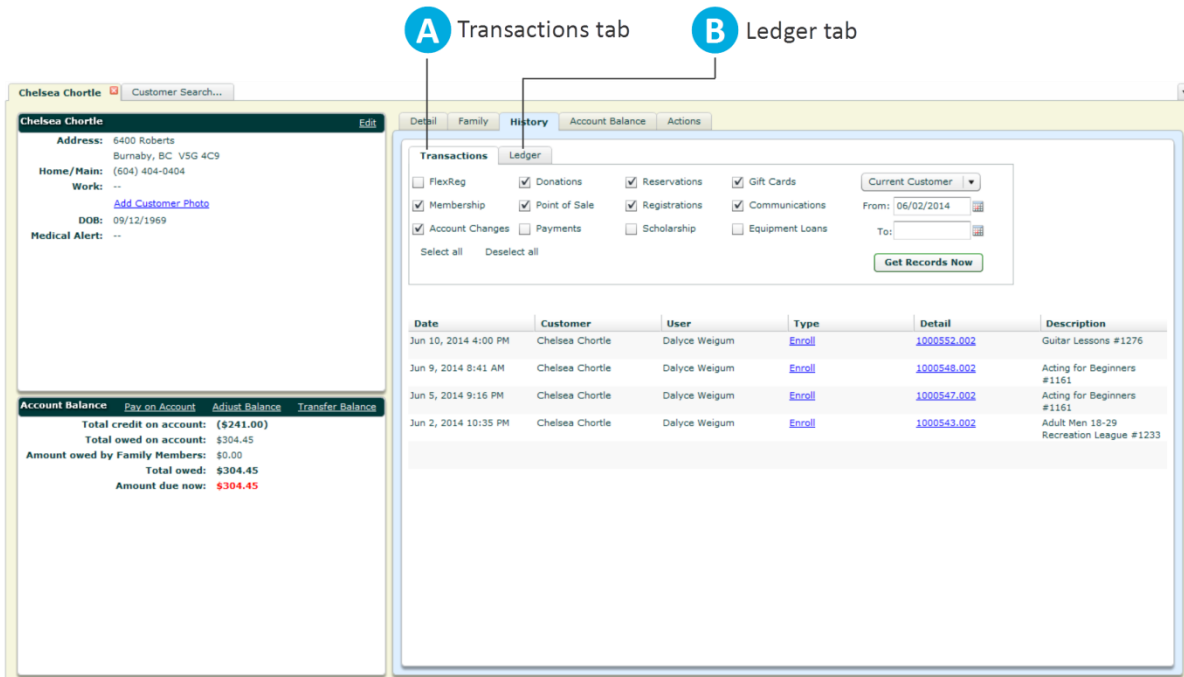 A Transactions tab
B Ledger tab
Chelsea Chortle
Customer Search...
Chelsea Chortle Edit
Address: 6400 Roberts
Burnaby, BC V5G 4C9
Home/Main: (604) 404-0404
Work: --
Add Customer Photo
DOB: 09/12/1969
Medical Alert: --
Account Balance Pay on Account Adjust Balance Transfer Balance
Total credit on account: ($241.00)
Total owed on account: $304.45
Amount owed by Family Members: $0.00
Total owed: $304.45
Amount due now: $304.45
Detail Family History Account Balance Actions
Transactions Ledger
FlexReg Donations Reservations Gift Cards Current Customer
Membership Point of Sale Registrations Communications From: 06/02/2014
Account Changes Payments Scholarship Equipment Loans To:
Select all Deselect all
Get Records Now
Date Customer User Type Detail Description
Jun 10, 2014 4:00 PM Chelsea Chortle Dalyce Weigum Enroll 1000552.002 Guitar Lessons #1276
Jun 9, 2014 8:41 AM Chelsea Chortle Dalyce Weigum Enroll 1000548.002 Acting for Beginners
#1161
Jun 5, 2014 9:16 PM Chelsea Chortle Dalyce Weigum Enroll 1000547.002 Acting for Beginners
#1161
Jun 2, 2014 10:35 PM Chelsea Chortle Dalyce Weigum Enroll 1000543.002 Adult Men 18-29
Recreation League #1233